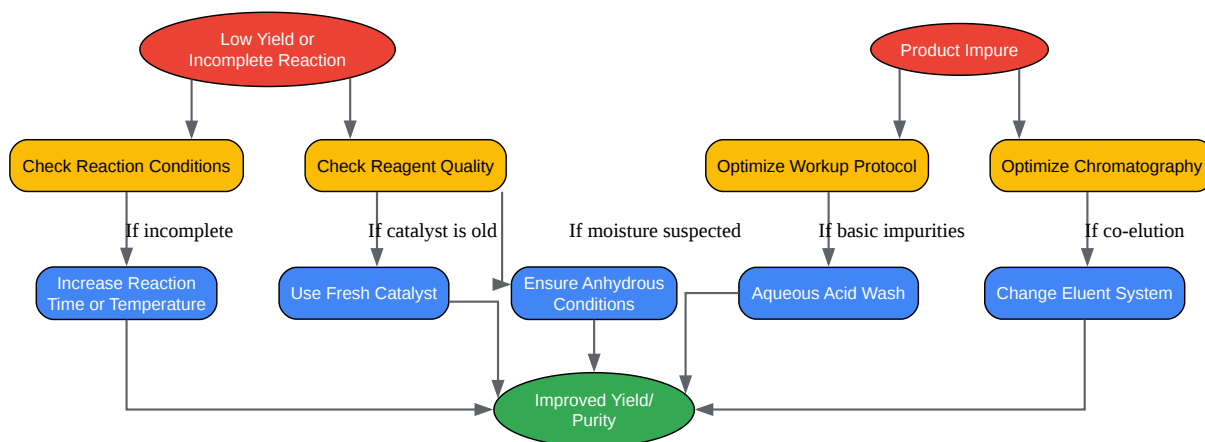 Low Yield or
Incomplete Reaction
Product Impure
Check Reaction Conditions
Check Reagent Quality
Optimize Workup Protocol
Optimize Chromatography
If incomplete
If catalyst is old
If moisture suspected
If basic impurities
If co-elution
Increase Reaction
Time or Temperature
Use Fresh Catalyst
Ensure Anhydrous
Conditions
Aqueous Acid Wash
Change Eluent System
Improved Yield/
Purity